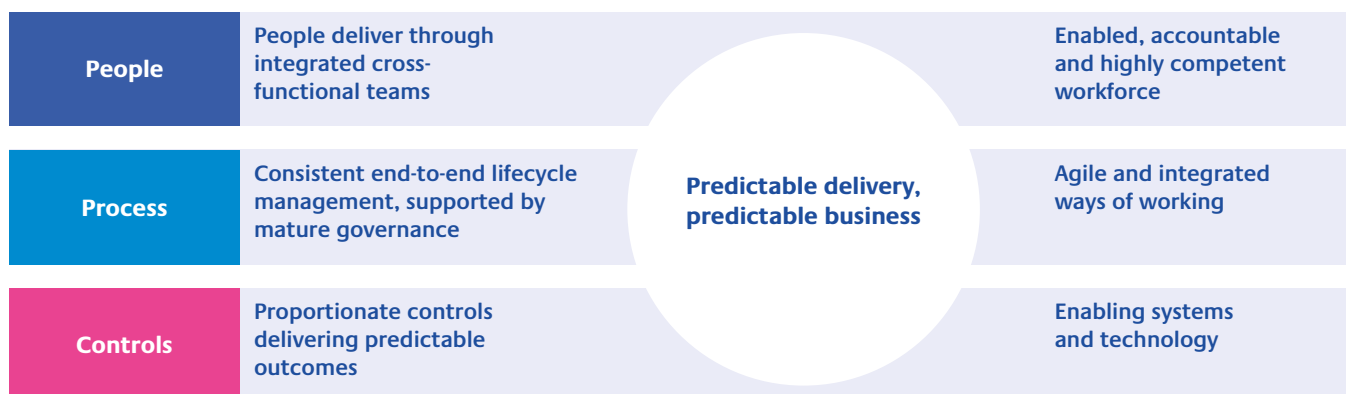 People
People deliver through
integrated cross-
functional teams
Enabled, accountable
and highly competent
workforce
Process
Consistent end-to-end lifecycle
management, supported by
mature governance
Predictable delivery,
predictable business
Agile and integrated
ways of working
Controls
Proportionate controls
delivering predictable
outcomes
Enabling systems
and technology